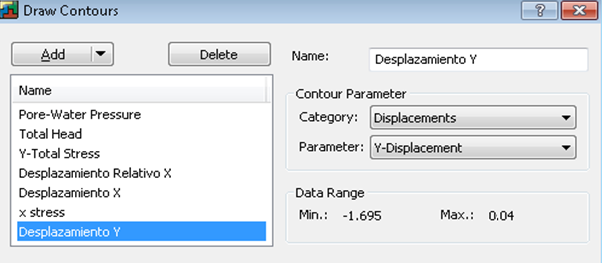 Draw Contours
Add
Delete
Name:
Desplazamiento Y
Name
Pore-Water Pressure
Total Head
Y-Total Stress
Desplazamiento Relativo X
Desplazamiento X
x stress
Desplazamiento Y
Contour Parameter
Category:
Displacements
Parameter:
Y-Displacement
Data Range
Min.: -1.695 Max.: 0.04